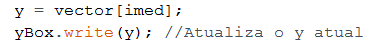 y = vector[imed];
yBox.write(y); //Atualiza o y atual